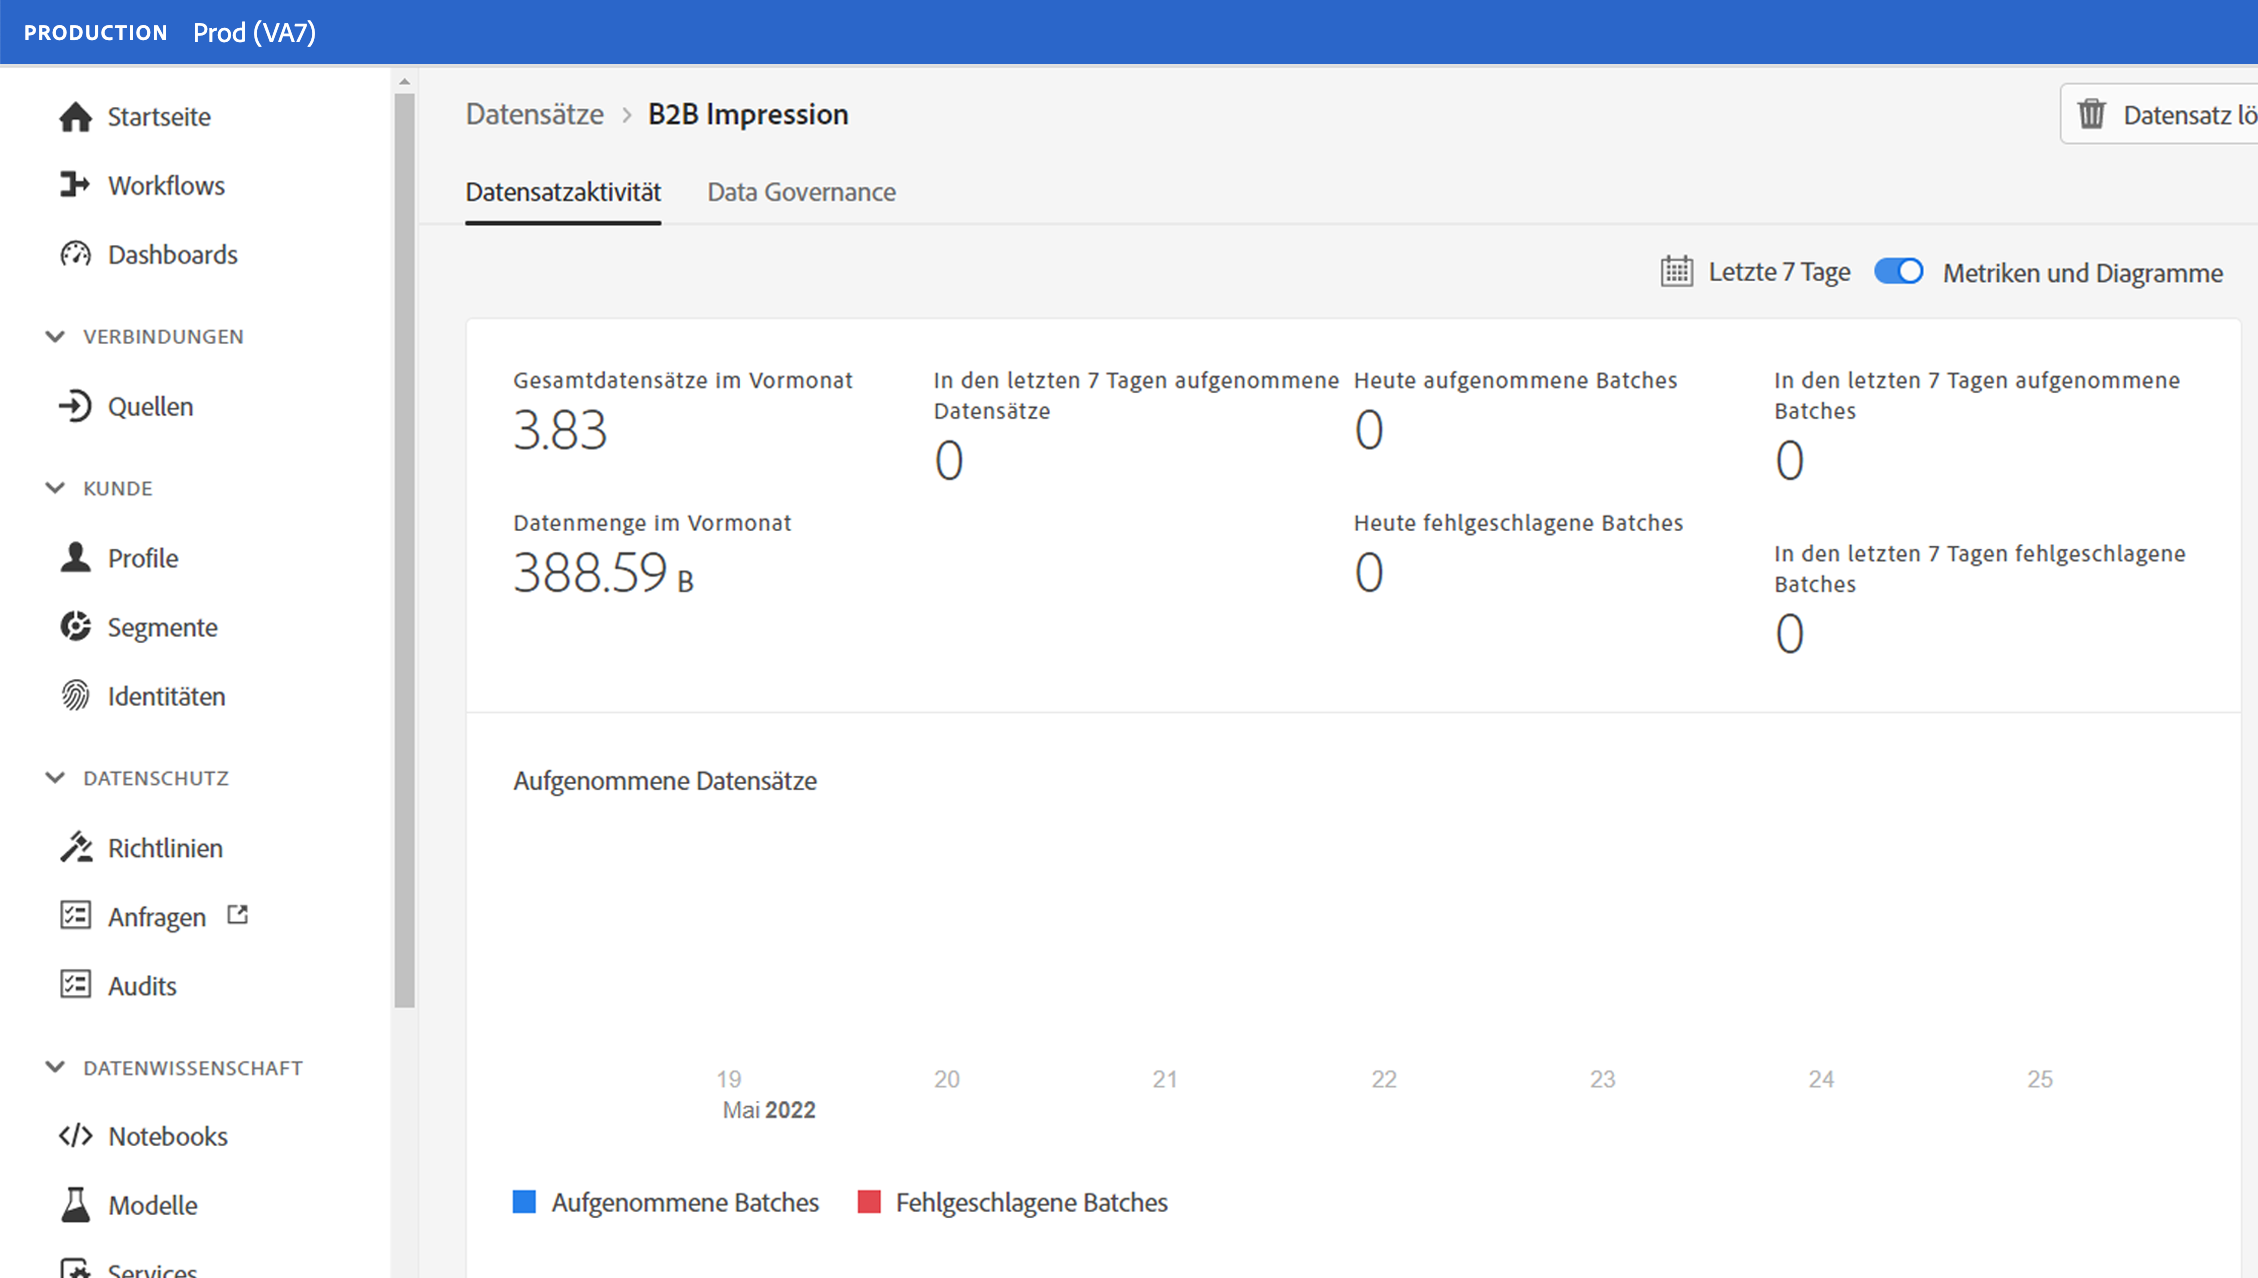 PRODUCTION Prod (VA7)
Startseite
Workflows
Dashboards
VERBINDUNGEN
Quellen
KUNDE
Profile
Segmente
Identitäten
DATENSCHUTZ
Richtlinien
Anfragen
Audits
DATENWISSENSCHAFT
Notebooks
Modelle
Services
Datensätze > B2B Impression
Datensatz lö
Datensatzaktivität Data Governance
Letzte 7 Tage Metriken und Diagramme
Gesamtdatensätze im Vormonat
3.83
In den letzten 7 Tagen aufgenommene
Datensätze
0
Heute aufgenommene Batches
0
In den letzten 7 Tagen aufgenommene
Batches
0
Datenmenge im Vormonat
388.59 B
Heute fehlgeschlagene Batches
0
In den letzten 7 Tagen fehlgeschlagene
Batches
0
Aufgenommene Datensätze
19 20 21 22 23 24 25
Mai 2022
Aufgenommene Batches Fehlgeschlagene Batches